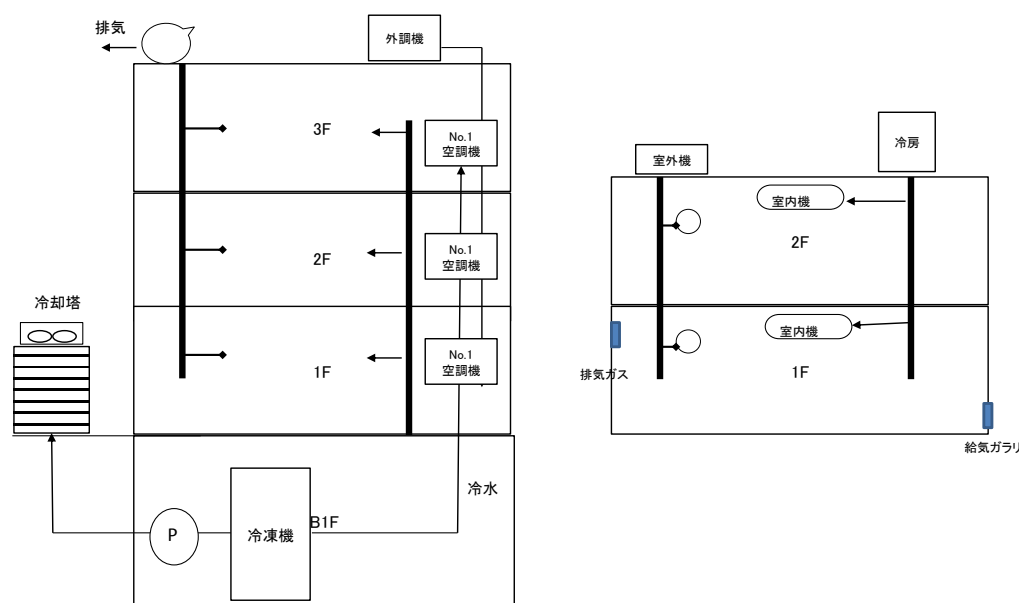 排気
外調機
3F
No.1
空調機
2F
No.1
空調機
冷却塔
1F
No.1
空調機
冷水
B1F
P
冷凍機
室外機
冷房
室内機
2F
室内機
1F
排気ガス
給気ガラリ